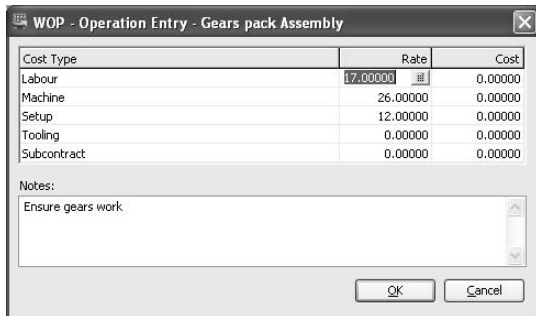 WOP - Operation Entry - Gears pack Assembly
Cost Type Rate Cost
Labour 17.00000 0.00000
Machine 26.00000 0.00000
Setup 12.00000 0.00000
Tooling 0.00000 0.00000
Subcontract 0.00000 0.00000
Notes:
Ensure gears work
OK Cancel